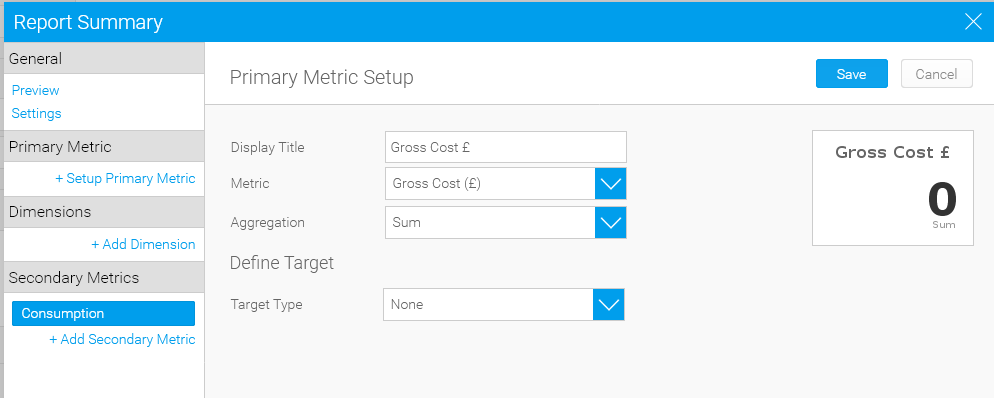 Report Summary
General
Preview
Settings
Primary Metric
+ Setup Primary Metric
Dimensions
+ Add Dimension
Secondary Metrics
Consumption
+ Add Secondary Metric
Primary Metric Setup
Save
Cancel
Display Title
Gross Cost £
Metric
Gross Cost (£)
Aggregation
Sum
Define Target
Target Type
None
Gross Cost £
0
Sum